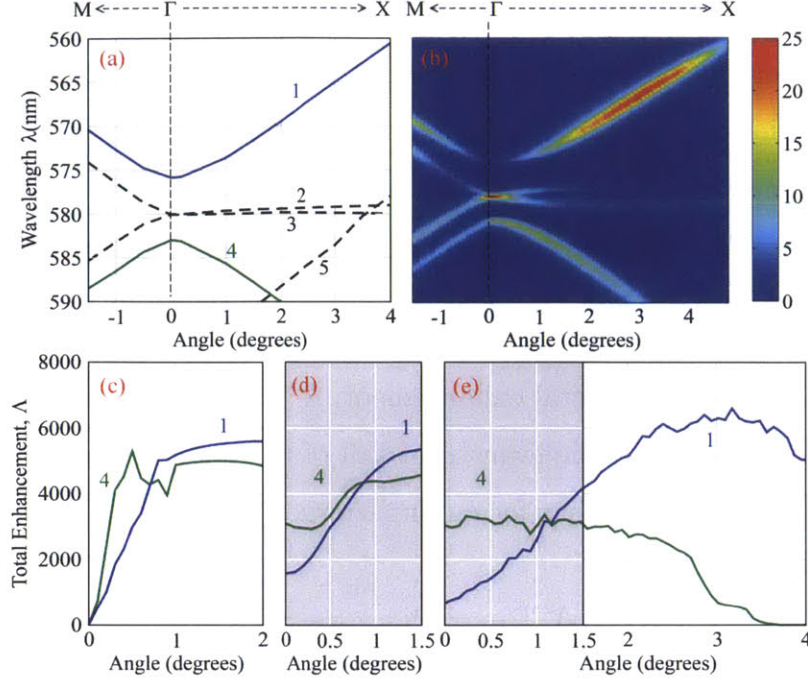 M Γ X M Γ X
(a)
1
2
3
4
5
560
565
570
575
580
585
590
Wavelength λ(nm)
-1 0 1 2 3 4
Angle (degrees)
(b)
-1 0 1 2 3 4
Angle (degrees)
25
20
15
10
5
0
8000
6000
4000
2000
0
Total Enhancement, Λ
(c)
1
4
0 1 2
Angle (degrees)
(d)
1
4
0 0.5 1 1.5
Angle (degrees)
(e)
1
4
0 0.5 1 1.5 2 3 4
Angle (degrees)